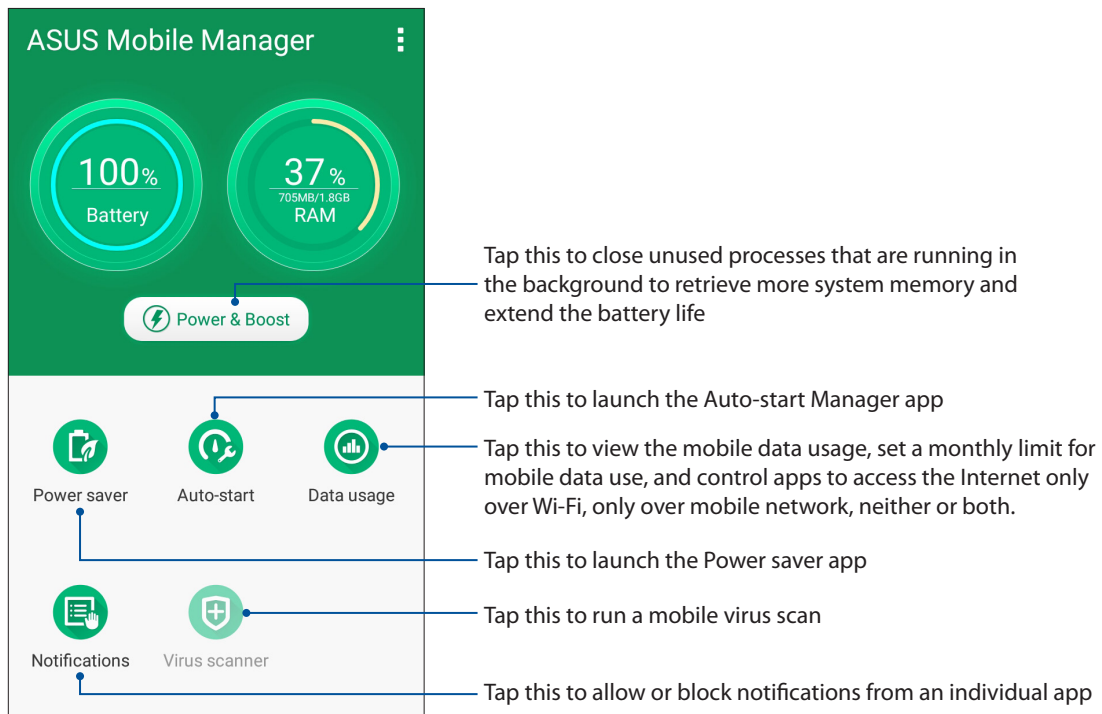 ASUS Mobile Manager
100%
Battery
37%
705MB/1.8GB
RAM
Power & Boost
Tap this to close unused processes that are running in
the background to retrieve more system memory and
extend the battery life
Tap this to launch the Auto-start Manager app
Tap this to view the mobile data usage, set a monthly limit for
mobile data use, and control apps to access the Internet only
over Wi-Fi, only over mobile network, neither or both.
Power saver
Auto-start
Data usage
Tap this to launch the Power saver app
Tap this to run a mobile virus scan
Notifications
Virus scanner
Tap this to allow or block notifications from an individual app